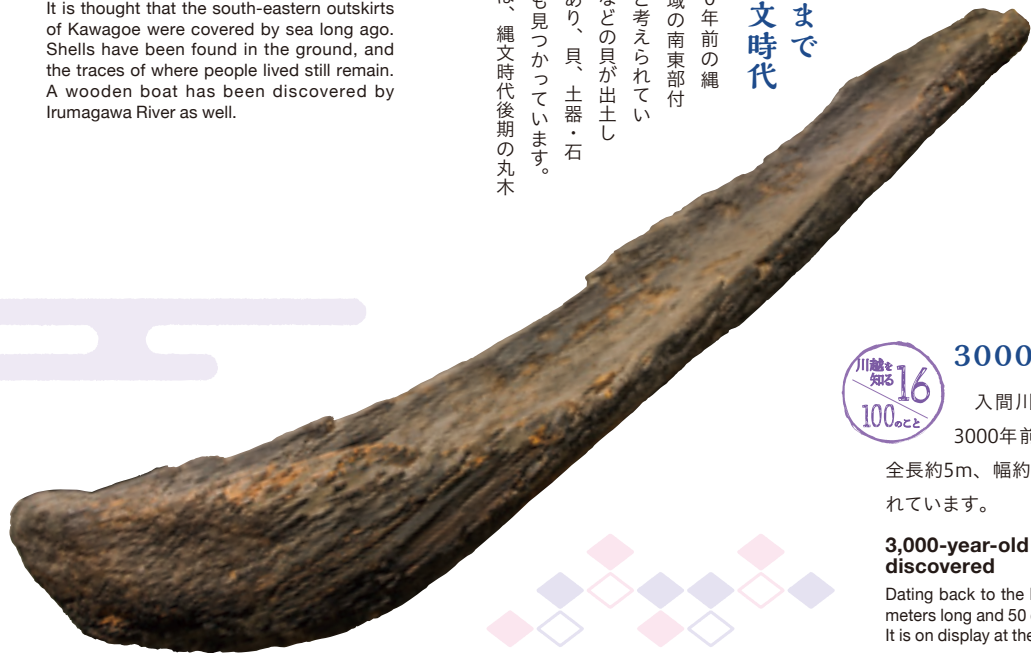 It is thought that the south-eastern outskirts
of Kawagoe were covered by sea long ago.
Shells have been found in the ground, and
the traces of where people lived still remain.
A wooden boat has been discovered by
Irumagawa River as well.
まで
文時代
年前の縄
域の南東部付
と考えられてい
などの貝が出土し
あり、貝、土器・石
も見つかっています。
、縄文時代後期の丸木
川越を
知る
16
100のこと
3000
入間川
3000年前
全長約5m、幅約
れています。
3,000-year-old
discovered
Dating back to the
meters long and 50
It is on display at the